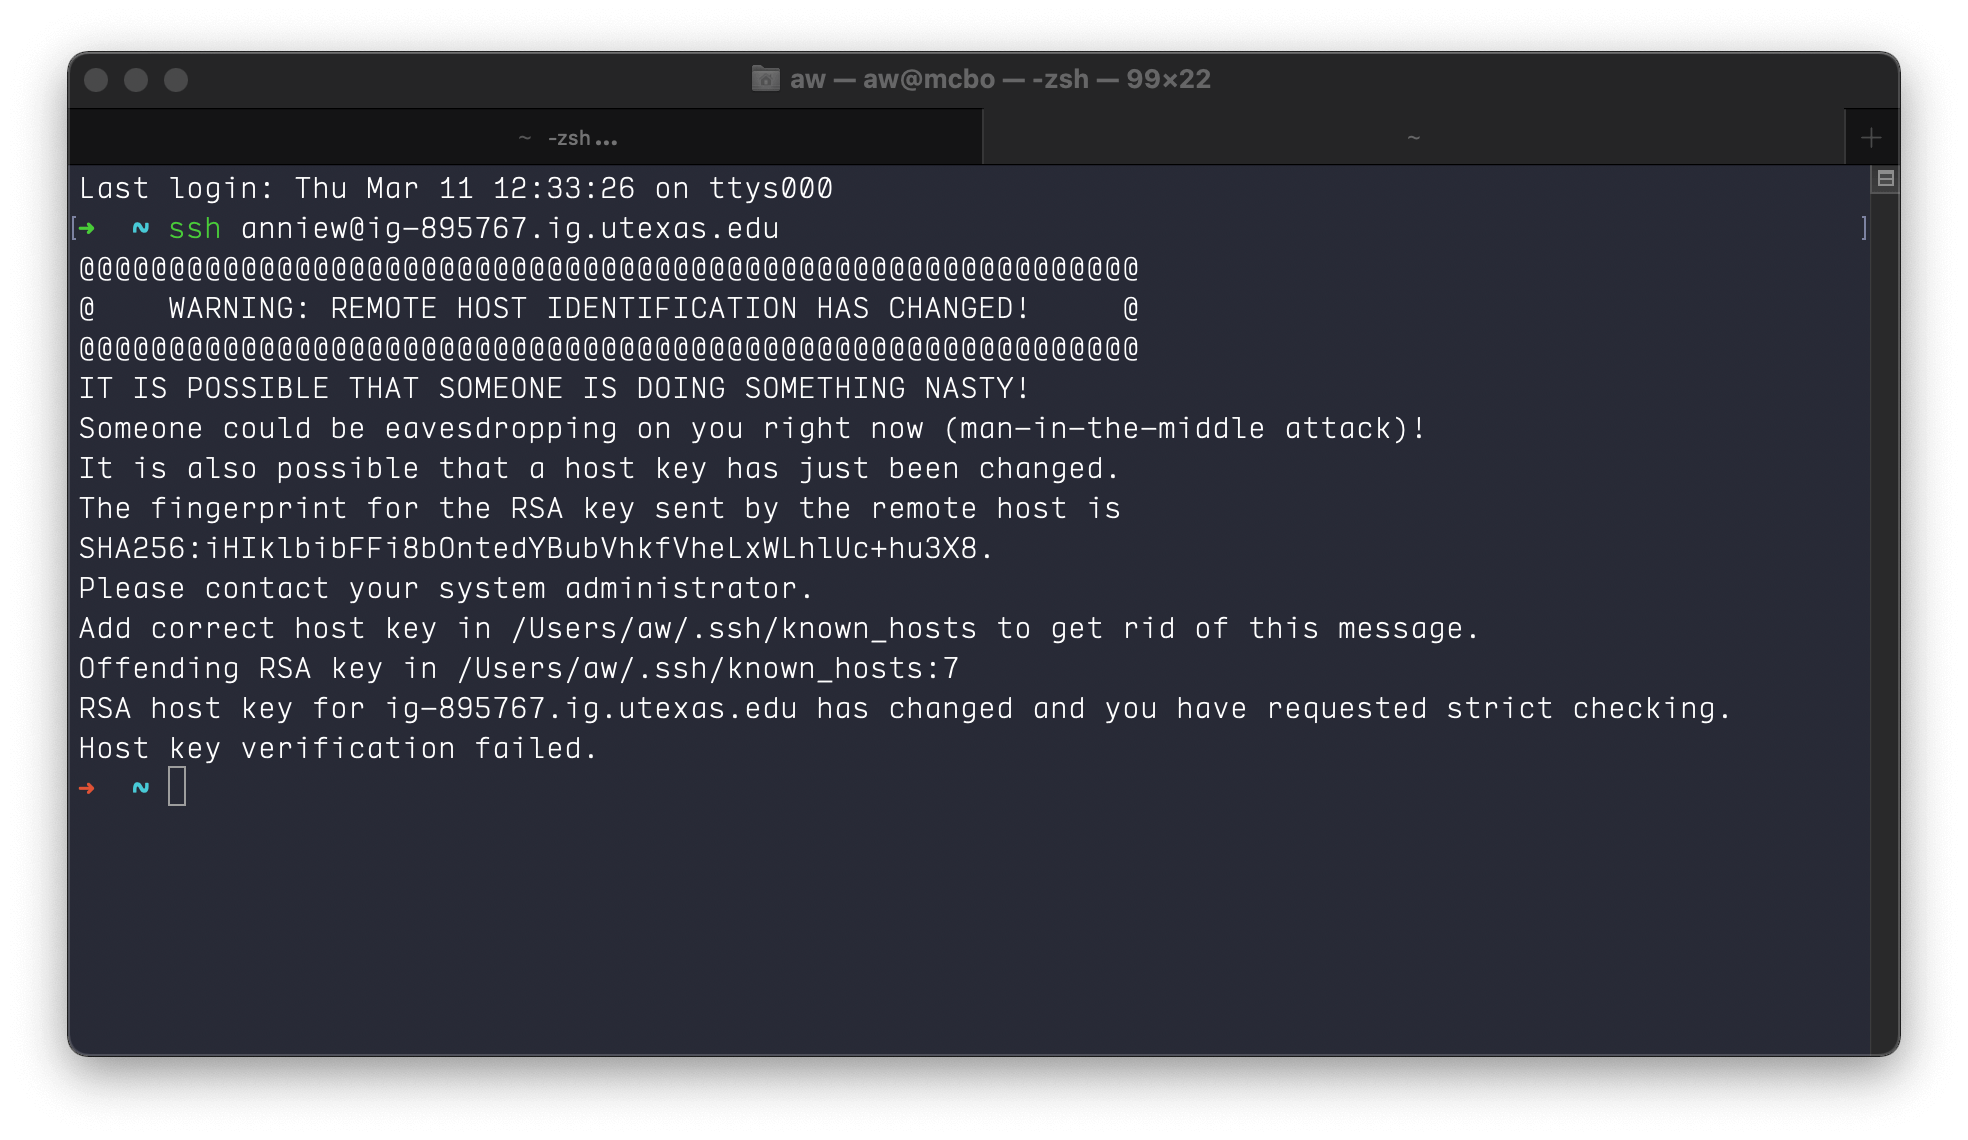 aw — aw@mcbo — -zsh — 99×22
~ -zsh...
~
+
Last login: Thu Mar 11 12:33:26 on ttys000
[➜ ~ ssh anniew@ig-895767.ig.utexas.edu ]
@@@@@@@@@@@@@@@@@@@@@@@@@@@@@@@@@@@@@@@@@@@@@@@@@@@@@@@@@@@
@    WARNING: REMOTE HOST IDENTIFICATION HAS CHANGED!     @
@@@@@@@@@@@@@@@@@@@@@@@@@@@@@@@@@@@@@@@@@@@@@@@@@@@@@@@@@@@
IT IS POSSIBLE THAT SOMEONE IS DOING SOMETHING NASTY!
Someone could be eavesdropping on you right now (man-in-the-middle attack)!
It is also possible that a host key has just been changed.
The fingerprint for the RSA key sent by the remote host is
SHA256:iHIklbibFFi8bOntedYBubVhkfVheLxWLhlUc+hu3X8.
Please contact your system administrator.
Add correct host key in /Users/aw/.ssh/known_hosts to get rid of this message.
Offending RSA key in /Users/aw/.ssh/known_hosts:7
RSA host key for ig-895767.ig.utexas.edu has changed and you have requested strict checking.
Host key verification failed.
➜ ~